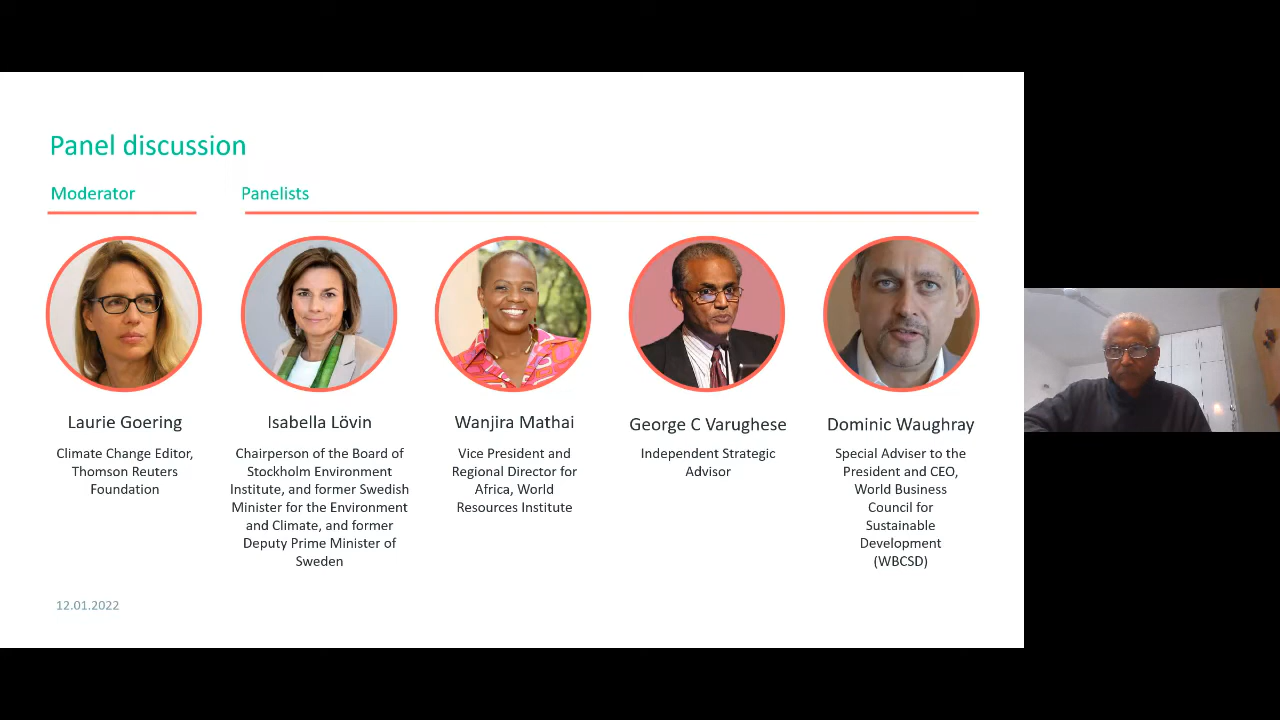 Panel discussion
Moderator
Panelists
Laurie Goering
Climate Change Editor,
Thomson Reuters
Foundation
Isabella Lövin
Chairperson of the Board of
Stockholm Environment
Institute, and former Swedish
Minister for the Environment
and Climate, and former
Deputy Prime Minister of
Sweden
Wanjira Mathai
Vice President and
Regional Director for
Africa, World
Resources Institute
George C Varughese
Independent Strategic
Advisor
Dominic Waughray
Special Adviser to the
President and CEO,
World Business
Council for
Sustainable
Development
(WBCSD)
12.01.2022